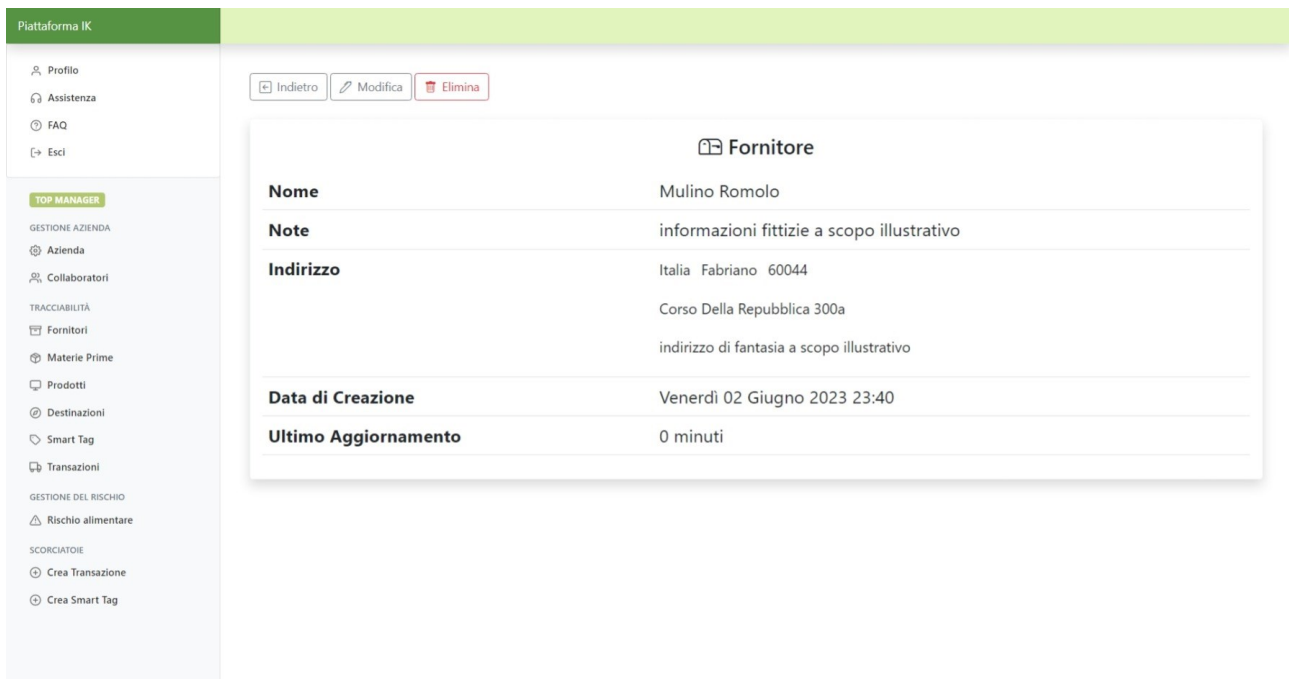 Piattaforma IK
Profilo
Assistenza
FAQ
Esci
TOP MANAGER
GESTIONE AZIENDA
Azienda
Collaboratori
TRACCIABILITÀ
Fornitori
Materie Prime
Prodotti
Destinazioni
Smart Tag
Transazioni
GESTIONE DEL RISCHIO
Rischio alimentare
SCORCIATOIE
Crea Transazione
Crea Smart Tag
Indietro Modifica Elimina
Fornitore
Nome Mulino Romolo
Note informazioni fittizie a scopo illustrativo
Indirizzo Italia Fabriano 60044
Corso Della Repubblica 300a
indirizzo di fantasia a scopo illustrativo
Data di Creazione Venerdì 02 Giugno 2023 23:40
Ultimo Aggiornamento 0 minuti